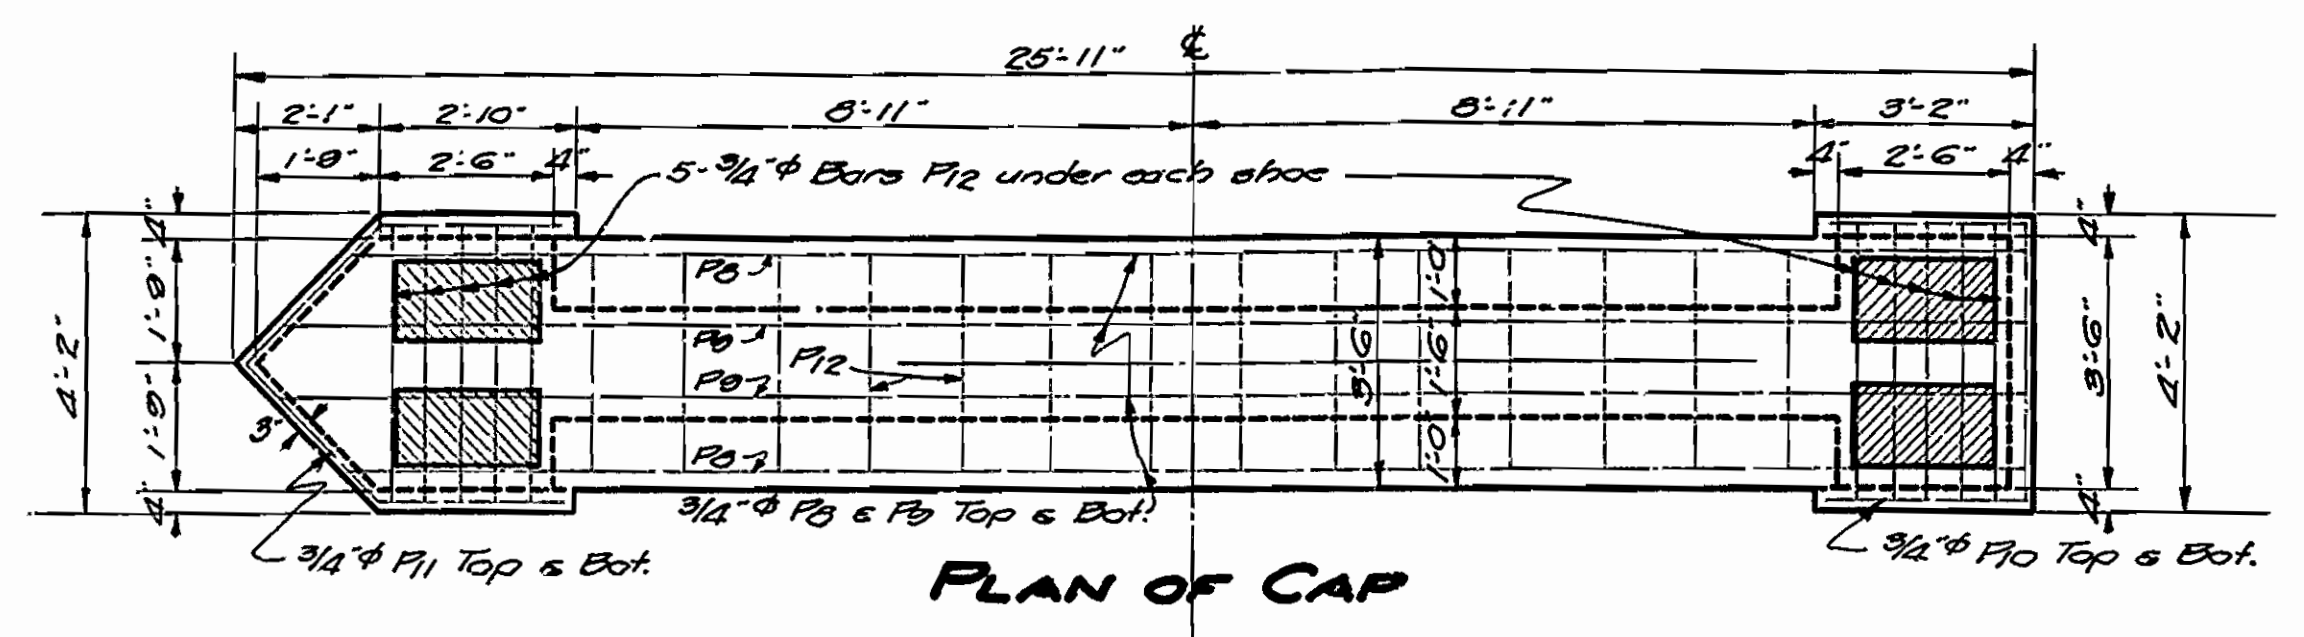 ℄
25'-11"
2'-1" 2'-10" 8'-11" 8'-11" 3'-2"
1'-9" 2'-6" 4" 4" 2'-6" 4"
5-3/4"ϕ Bars P12 under each shoe
4" 1'-9" 1'-9" 4"
4'-2"
3"
P8
P9
P12
P9
P8
3'-6"
1'-0" 1'-6" 1'-0"
4" 3'-6" 4"
4'-2"
3/4"ϕ P8 & P9 Top & Bot.
3/4"ϕ P11 Top & Bot.
3/4"ϕ P10 Top & Bot.
PLAN OF CAP